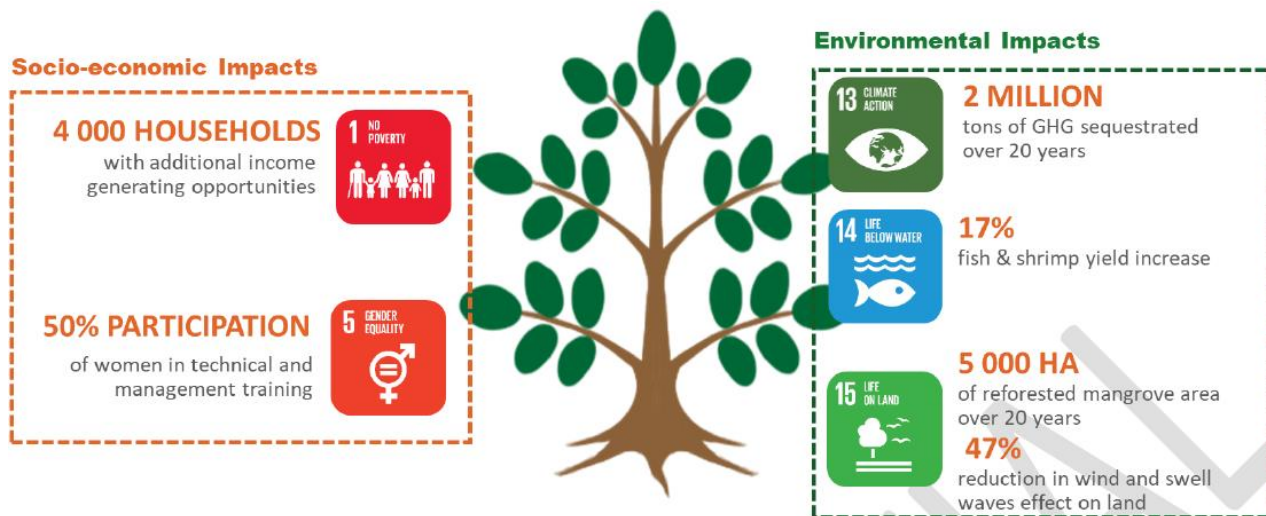 Socio-economic Impacts
4 000 HOUSEHOLDS
with additional income
generating opportunities
1 NO
POVERTY
50% PARTICIPATION
of women in technical and
management training
5 GENDER
EQUALITY
Environmental Impacts
13 CLIMATE
ACTION
2 MILLION
tons of GHG sequestrated
over 20 years
14 LIFE
BELOW WATER
17%
fish & shrimp yield increase
15 LIFE
ON LAND
5 000 HA
of reforested mangrove area
over 20 years
47%
reduction in wind and swell
waves effect on land